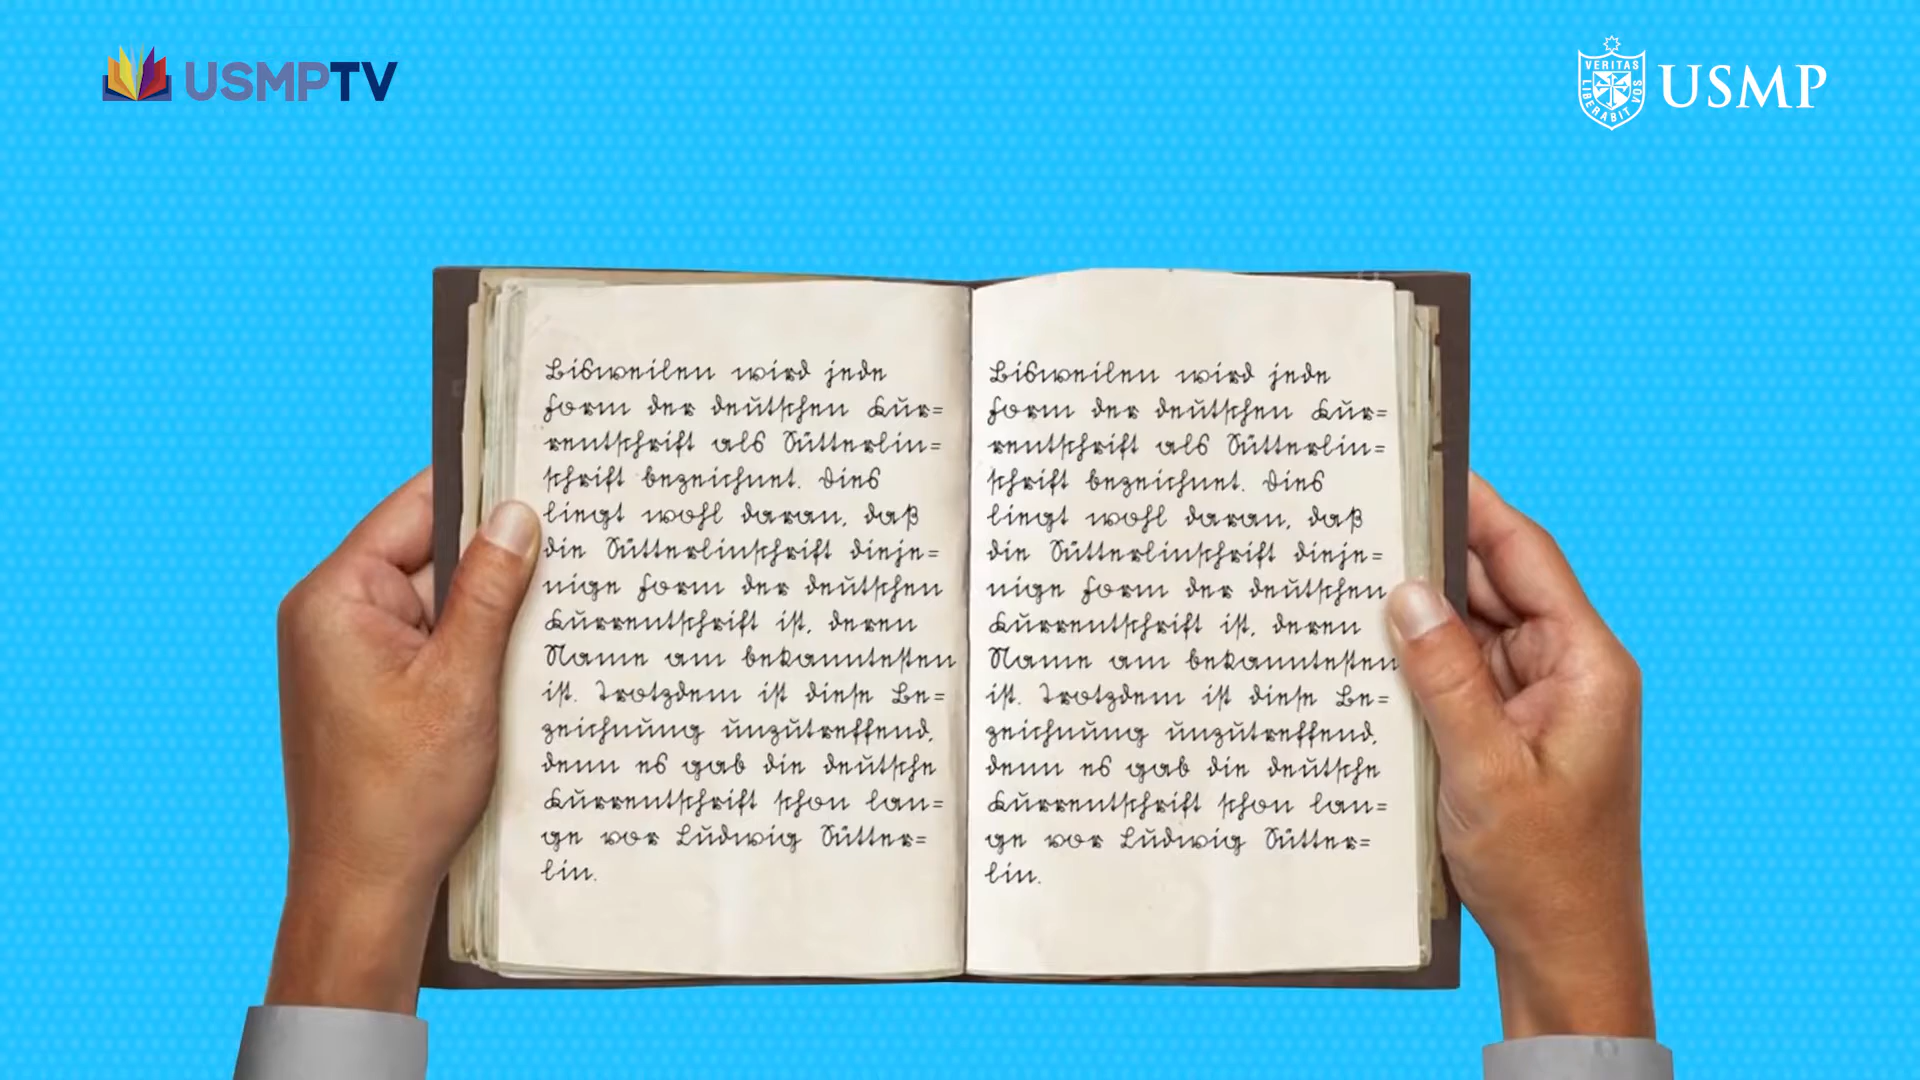 USMPTV
VERITAS
LIBERABIT VOS
USMP
Bisweilen wird jede
Form der deutschen Kur=
rentschrift als Sütterlin=
schrift bezeichnet. Dies
liegt wohl daran, daß
die Sütterlinschrift dieje=
nige Form der deutschen
Kurrentschrift ist, deren
Name am bekanntesten
ist. Trotzdem ist diese Be=
zeichnung unzutreffend,
denn es gab die deutsche
Kurrentschrift schon lan=
ge vor Ludwig Sütter=
lin.
Bisweilen wird jede
Form der deutschen Kur=
rentschrift als Sütterlin=
schrift bezeichnet. Dies
liegt wohl daran, daß
die Sütterlinschrift dieje=
nige Form der deutschen
Kurrentschrift ist, deren
Name am bekanntesten
ist. Trotzdem ist diese Be=
zeichnung unzutreffend,
denn es gab die deutsche
Kurrentschrift schon lan=
ge vor Ludwig Sütter=
lin.